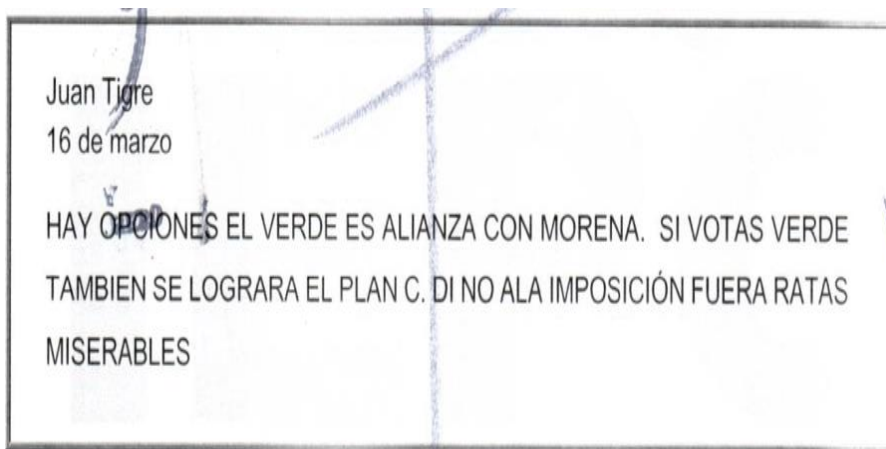 Juan Tigre
16 de marzo
HAY OPCIONES EL VERDE ES ALIANZA CON MORENA. SI VOTAS VERDE
TAMBIEN SE LOGRARA EL PLAN C. DI NO ALA IMPOSICIÓN FUERA RATAS
MISERABLES